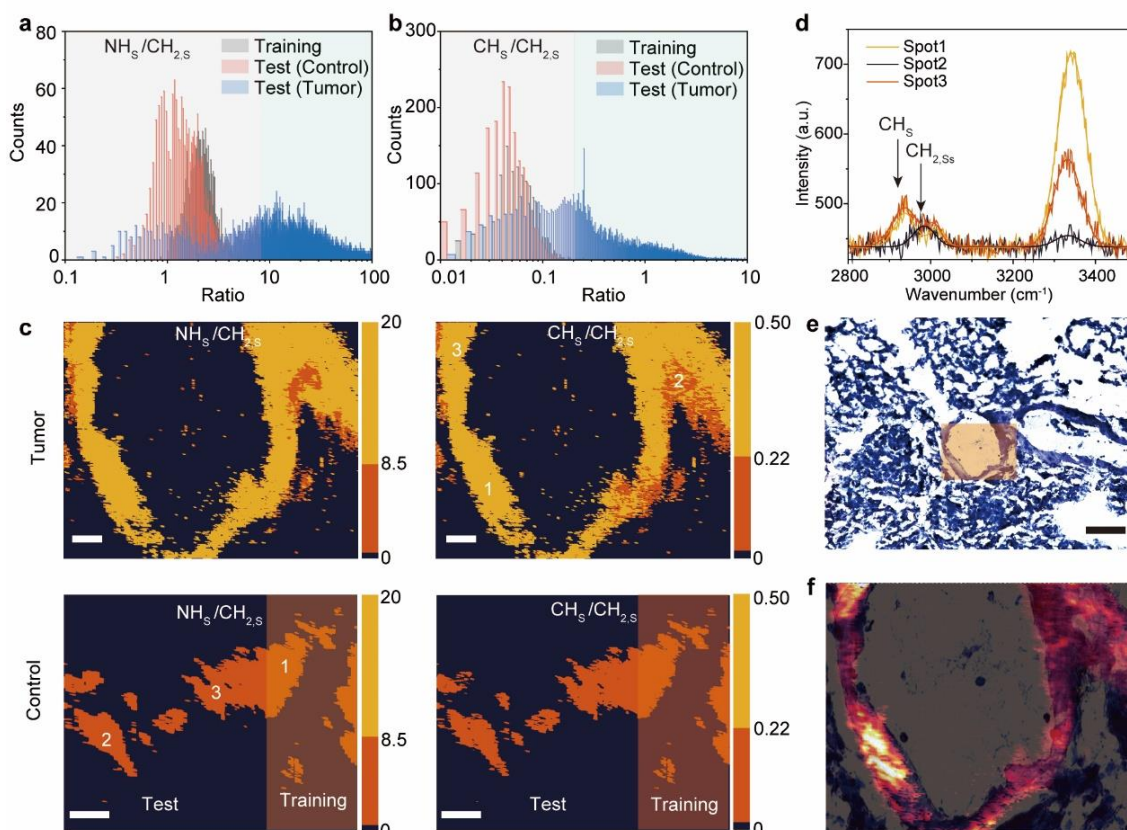 a
80
60
40
20
0
Counts
NHS/CH2,S
Training
Test (Control)
Test (Tumor)
0.1
1
10
100
Ratio
b
300
200
100
0
Counts
CHS/CH2,S
Training
Test (Control)
Test (Tumor)
0.01
0.1
1
10
Ratio
d
700
600
500
Intensity (a.u.)
Spot1
Spot2
Spot3
CHS
CH2,Ss
2800
3000
3200
3400
Wavenumber (cm-1)
c
Tumor
NHS/CH2,S
3
1
20
8.5
0
CHS/CH2,S
3
2
1
0.50
0.22
0
e
Control
NHS/CH2,S
1
3
2
Test
Training
20
8.5
0
CHS/CH2,S
Test
Training
0.50
0.22
0
f